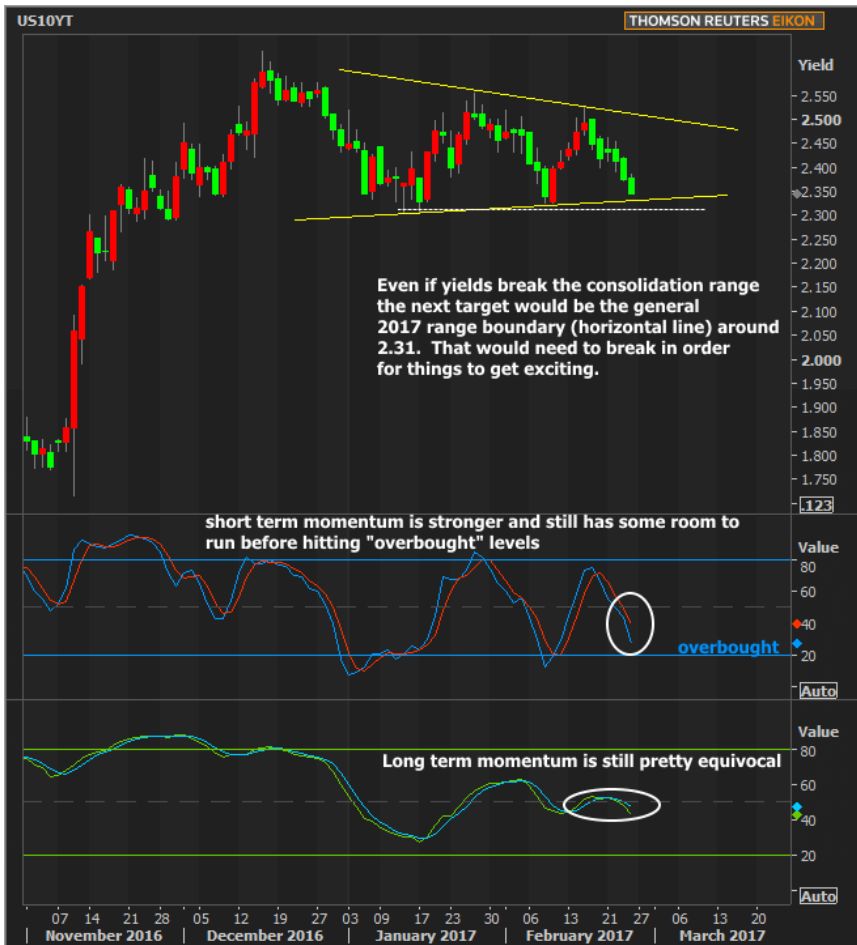 US10YT
THOMSON REUTERS EIKON
Yield
2.550
2.500
2.450
2.400
2.350
2.300
2.250
2.200
2.150
2.100
2.050
2.000
1.950
1.900
1.850
1.800
1.750
.123
Even if yields break the consolidation range
the next target would be the general
2017 range boundary (horizontal line) around
2.31. That would need to break in order
for things to get exciting.
short term momentum is stronger and still has some room to
run before hitting "overbought" levels
Value
80
60
40
20
Auto
overbought
Value
Long term momentum is still pretty equivocal
80
60
40
20
Auto
07 14 21 28 05 12 19 27 03 09 17 23 30 06 13 21 27 06 13 20
November 2016 December 2016 January 2017 February 2017 March 2017